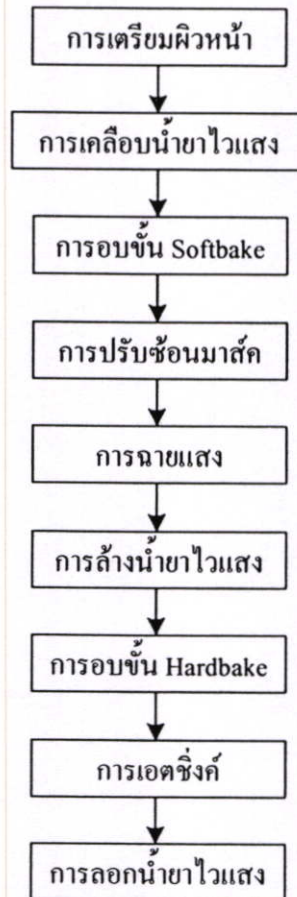 การเตรียมผิวหน้า
การเคลือบน้ำยาไวแสง
การอบขั้น Softbake
การปรับซ้อนมาส์ค
การฉายแสง
การล้างน้ำยาไวแสง
การอบขั้น Hardbake
การเอตชิ่งค์
การลอกน้ำยาไวแสง